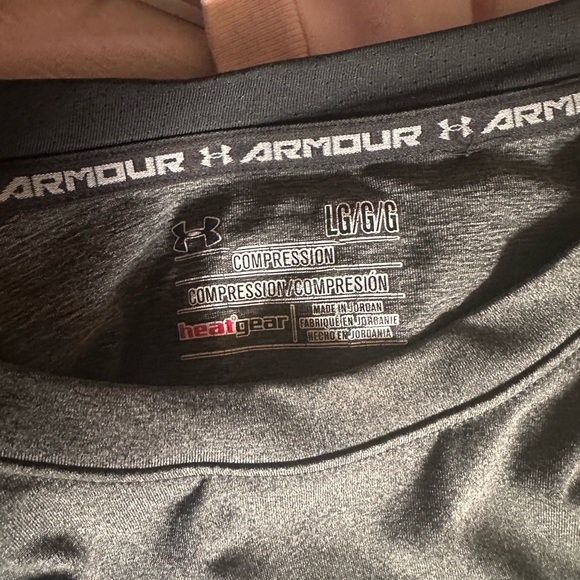 ARMOUR ARMOUR ARMOUR
LG/G/G
COMPRESSION
COMPRESSION/COMPRESIÓN
heatgear
MADE IN JORDAN
FABRIQUÉ EN JORDANIE
HECHO EN JORDANIA